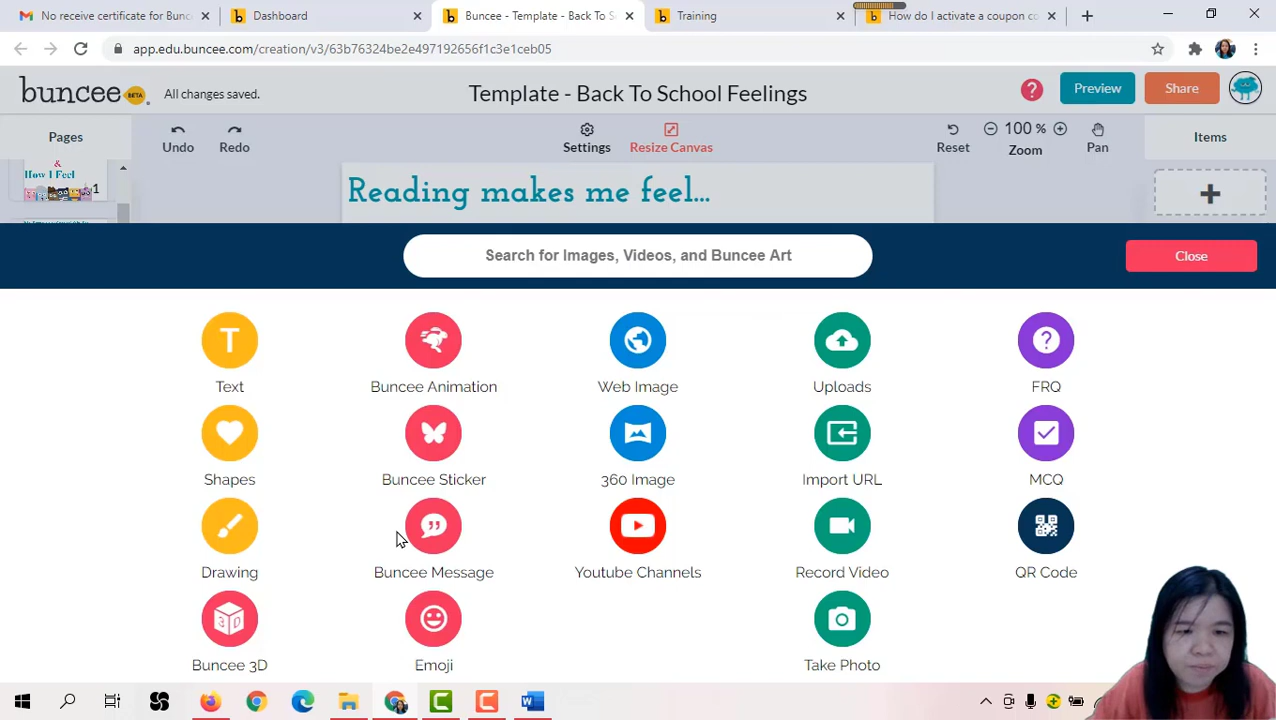 No receive certificate for Bunc
Dashboard
Buncee - Template - Back To S
Training
How do I activate a coupon co
app.edu.buncee.com/creation/v3/63b76324be2e497192656f1c3e1ceb05
buncee BETA
All changes saved.
Template - Back To School Feelings
?
Preview
Share
Pages
Undo
Redo
Settings
Resize Canvas
Reset
100 %
Zoom
Pan
Items
&
How I Feel
1
Reading makes me feel...
Search for Images, Videos, and Buncee Art
Close
T
Text
Buncee Animation
Web Image
Uploads
FRQ
Shapes
Buncee Sticker
360 Image
Import URL
MCQ
Drawing
Buncee Message
Youtube Channels
Record Video
QR Code
3D
Buncee 3D
Emoji
Take Photo